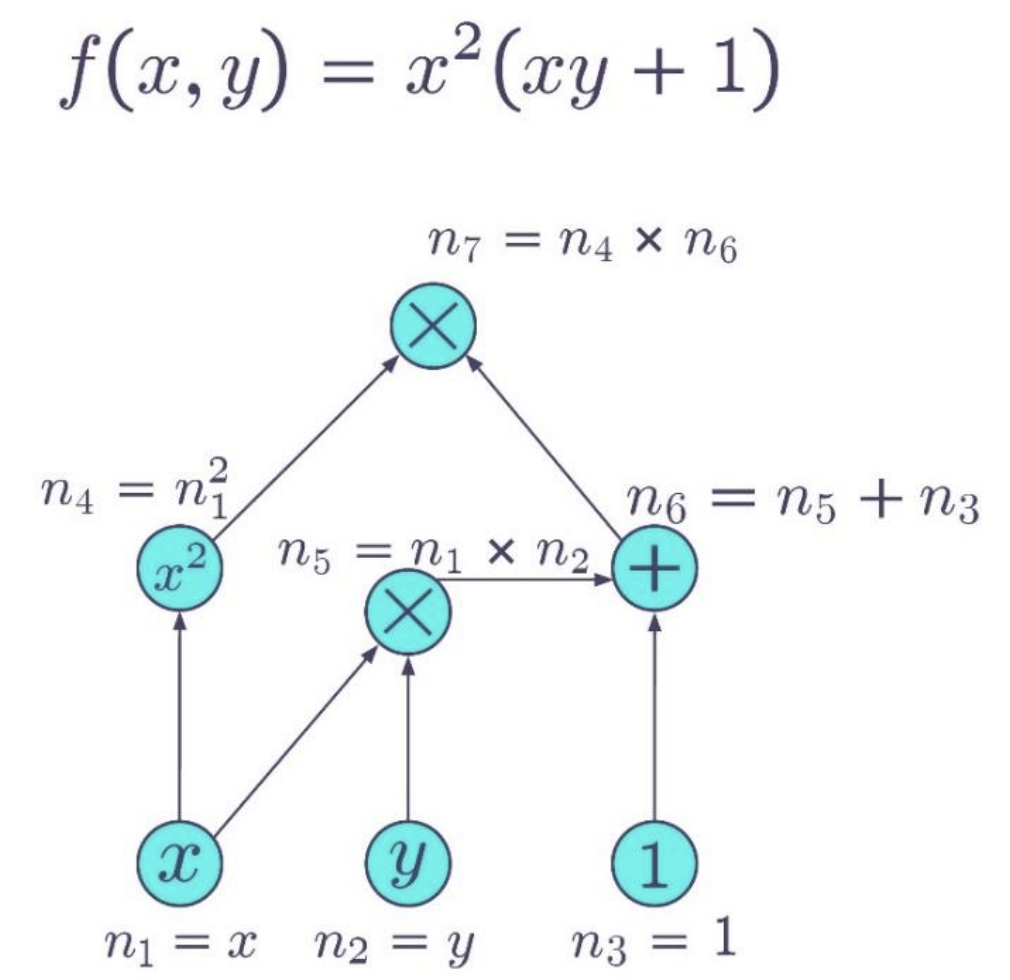 f(x, y) = x²(xy + 1)
n₇ = n₄ × n₆
×
n₄ = n₁²
n₆ = n₅ + n₃
x²
n₅ = n₁ × n₂
+
×
x
y
1
n₁ = x
n₂ = y
n₃ = 1